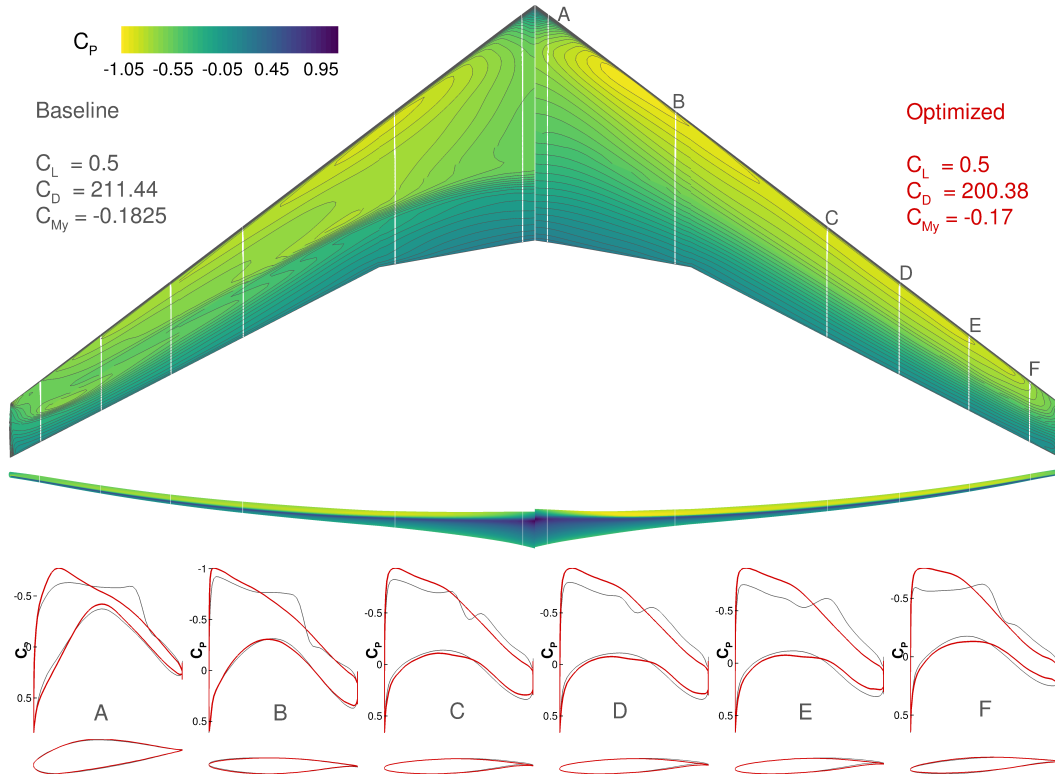 C_P
-1.05 -0.55 -0.05 0.45 0.95
Baseline
C_L = 0.5
C_D = 211.44
C_My = -0.1825
Optimized
C_L = 0.5
C_D = 200.38
C_My = -0.17
A
B
C
D
E
F
C_P
-0.5
0
0.5
A
C_P
-1
-0.5
0
0.5
B
C_P
-0.5
0
0.5
C
C_P
-0.5
0
0.5
D
C_P
-0.5
0
0.5
E
C_P
-0.5
0
0.5
F